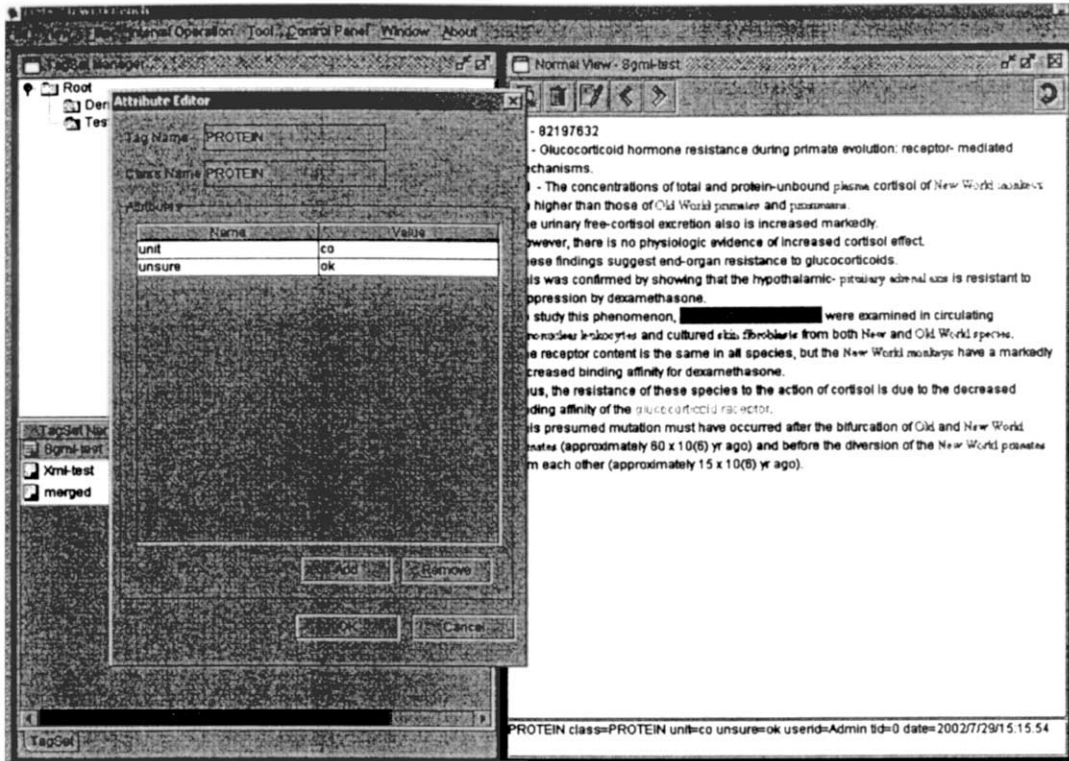 Interval Operation Tool Control Panel Window About
TagSet Manager
Root
Attribute Editor
Tag Name PROTEIN
Class Name PROTEIN
Attributes
Name Value
unit co
unsure ok
Add Remove
OK Cancel
Sgml-test
Xml-test
merged
TagSet
Normal View - Sgml-test
- 82197632
- Glucocorticoid hormone resistance during primate evolution: receptor- mediated
chanisms.
- The concentrations of total and protein-unbound plasma cortisol of New World monkeys
higher than those of Old World primates and prosimians.
e urinary free-cortisol excretion also is increased markedly.
wever, there is no physiologic evidence of increased cortisol effect.
ese findings suggest end-organ resistance to glucocorticoids.
is was confirmed by showing that the hypothalamic- pituitary adrenal axis is resistant to
ppression by dexamethasone.
study this phenomenon, were examined in circulating
leukocytes and cultured skin fibroblasts from both New and Old World species.
e receptor content is the same in all species, but the New World monkeys have a markedly
creased binding affinity for dexamethasone.
us, the resistance of these species to the action of cortisol is due to the decreased
ding affinity of the glucocorticoid receptor.
is presumed mutation must have occurred after the bifurcation of Old and New World
(approximately 60 x 10(6) yr ago) and before the diversion of the New World primates
m each other (approximately 15 x 10(6) yr ago).
PROTEIN class=PROTEIN unit=co unsure=ok userid=Admin tid=0 date=2002/7/29/15:15:54